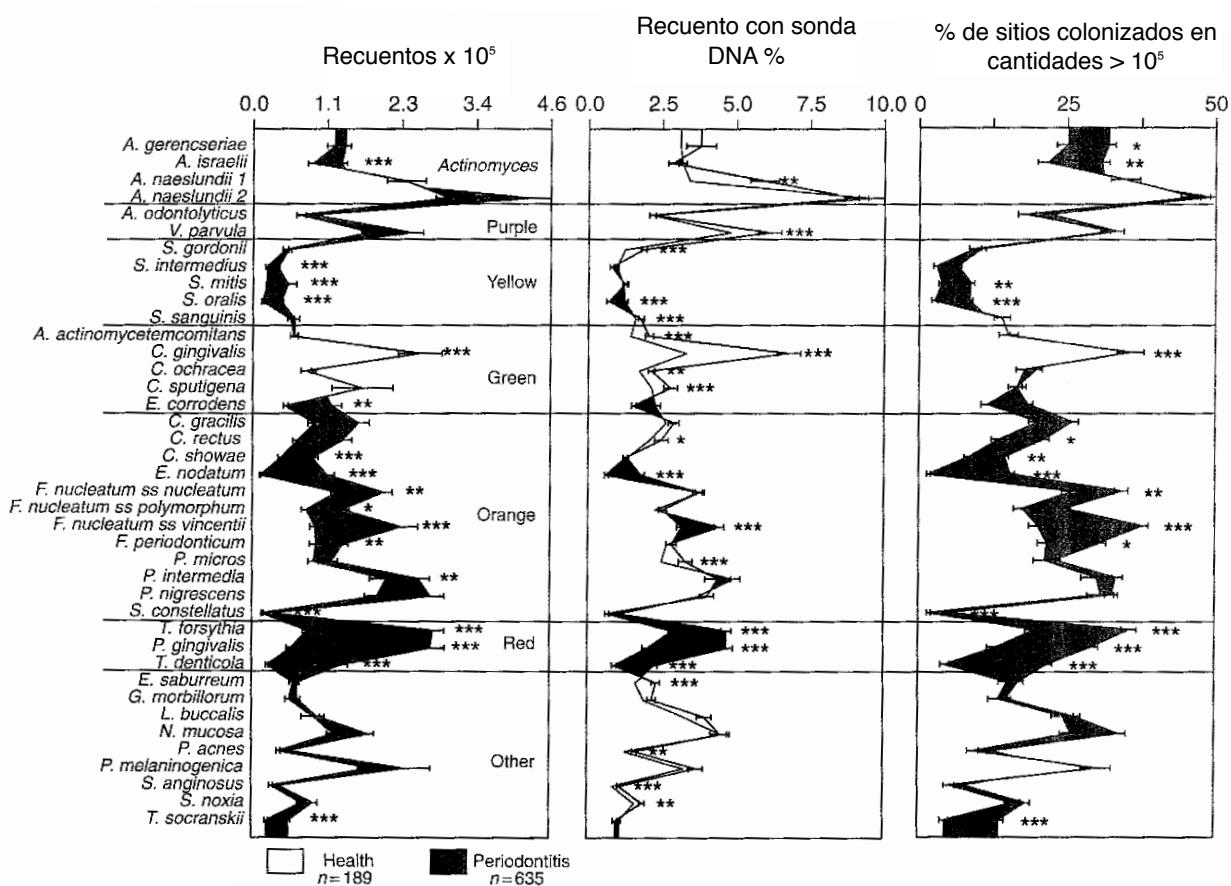 Recuentos x 10⁵
Recuento con sonda
DNA %
% de sitios colonizados en
cantidades > 10⁵
0.0 1.1 2.3 3.4 4.6
0.0 2.5 5.0 7.5 10.0
0 25 50
A. gerencseriae *
A. israelii *** Actinomyces **
A. naeslundii 1 **
A. naeslundii 2
A. odontolyticus
V. parvula Purple ***
S. gordonii ***
S. intermedius ***
S. mitis *** Yellow **
S. oralis *** *** ***
S. sanguinis ***
A. actinomycetemcomitans ***
C. gingivalis *** *** ***
C. ochracea Green **
C. sputigena ***
E. corrodens **
C. gracilis
C. rectus * *
C. showae *** **
E. nodatum *** *** ***
F. nucleatum ss nucleatum ** **
F. nucleatum ss polymorphum * Orange
F. nucleatum ss vincentii *** *** ***
F. periodonticum ** *
P. micros ***
P. intermedia **
P. nigrescens
S. constellatus *** ***
T. forsythia *** *** ***
P. gingivalis *** Red *** ***
T. denticola *** *** ***
E. saburreum ***
G. morbillorum
L. buccalis
N. mucosa
P. acnes **
P. melaninogenica Other
S. anginosus ***
S. noxia **
T. socranskii *** ***
Health Periodontitis
n=189 n=635